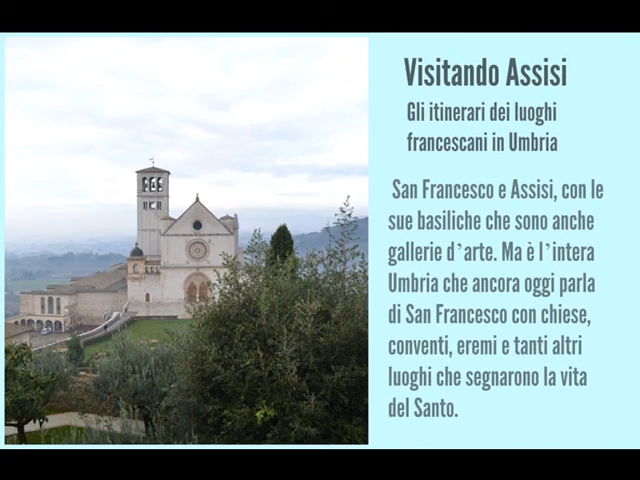 Visitando Assisi
Gli itinerari dei luoghi
francescani in Umbria
San Francesco e Assisi, con le
sue basiliche che sono anche
gallerie d’arte. Ma è l’intera
Umbria che ancora oggi parla
di San Francesco con chiese,
conventi, eremi e tanti altri
luoghi che segnarono la vita
del Santo.